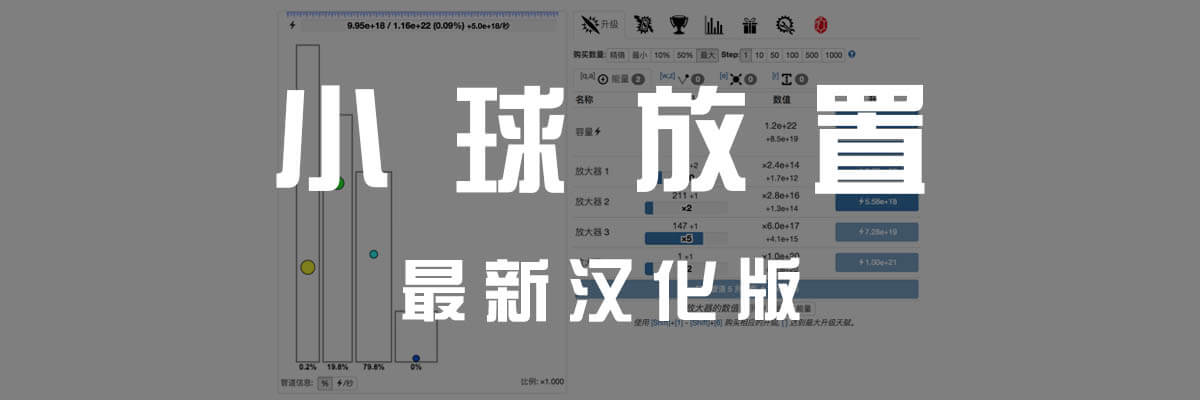 9.95e+18 / 1.16e+22 (0.09%) +5.0e+18/秒
升级
购买数量: 精确 最小 10% 50% 最大 Step: 1 10 50 100 500 1000
[q,a] 能量 2 [w,z] 0 [e] 0 [r] 0
名称 数值
小球放置
容量 1.2e+22
+8.5e+19
放大器 1 +2 ×2.4e+14
+1.7e+12
放大器 2 211 +1 ×2.8e+16
×2 +1.3e+14 5.58e+18
放大器 3 147 +1 ×6.0e+17
×5 +4.1e+15 7.28e+19
1 +1 ×1.0e+20
1.00e+21
最新汉化版
管道 5
放大器的数值 能量
使用 [Shift]+[1] - [Shift]+[6] 购买相应的升级, [`] 达到最大升级天赋。
0.2% 19.8% 79.8% 0%
管道信息: % /秒 比例: ×1.000